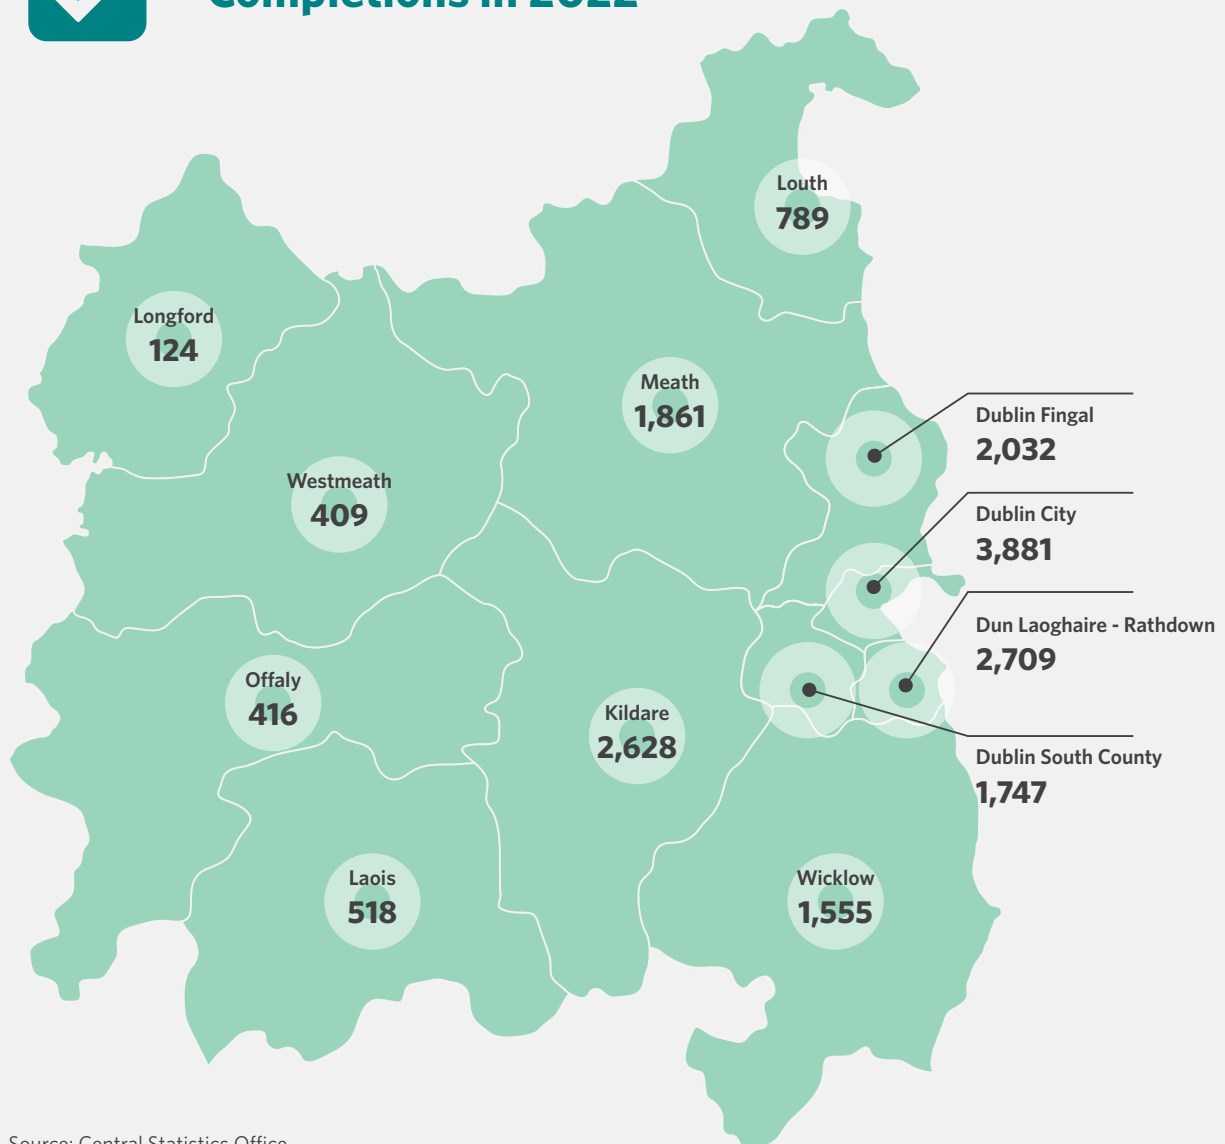 Completions in 2022
Louth
789
Longford
124
Meath
1,861
Dublin Fingal
2,032
Westmeath
409
Dublin City
3,881
Dun Laoghaire - Rathdown
2,709
Offaly
416
Kildare
2,628
Dublin South County
1,747
Laois
518
Wicklow
1,555
Source: Central Statistics Office